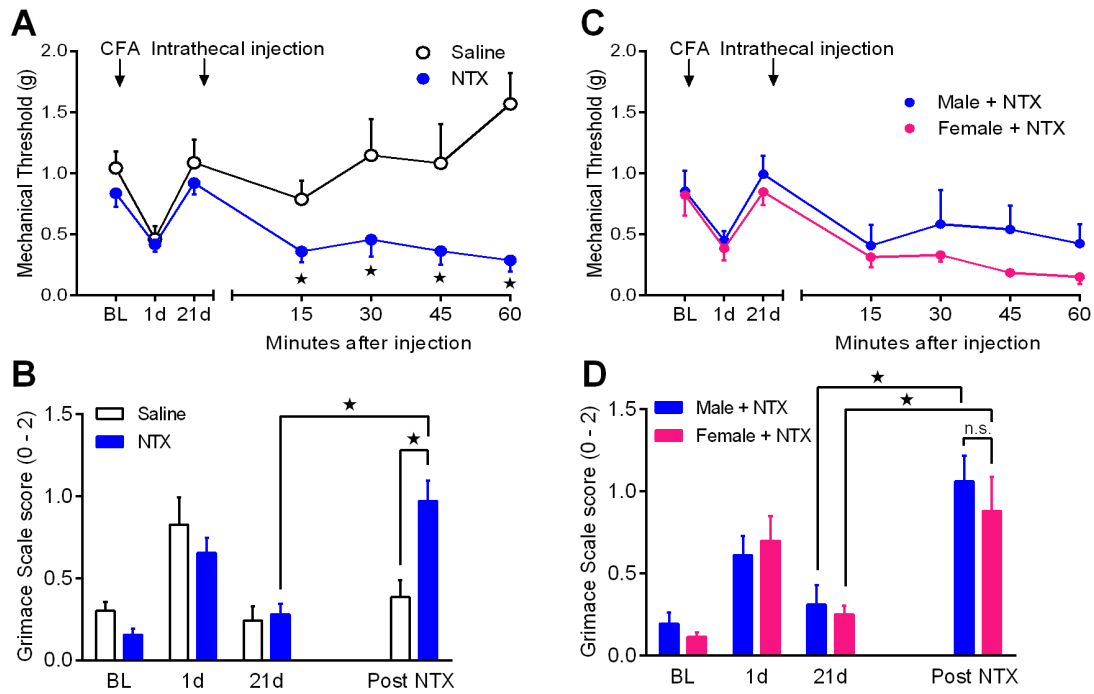 A
CFA Intrathecal injection
Saline
NTX
Mechanical Threshold (g)
2.0
1.5
1.0
0.5
0.0
BL 1d 21d 15 30 45 60
Minutes after injection
C
CFA Intrathecal injection
Male + NTX
Female + NTX
Mechanical Threshold (g)
2.0
1.5
1.0
0.5
0.0
BL 1d 21d 15 30 45 60
Minutes after injection
B
Saline
NTX
Grimace Scale score (0 - 2)
1.5
1.0
0.5
0.0
BL 1d 21d Post NTX
D
Male + NTX
Female + NTX
n.s.
Grimace Scale score (0 - 2)
1.5
1.0
0.5
0.0
BL 1d 21d Post NTX